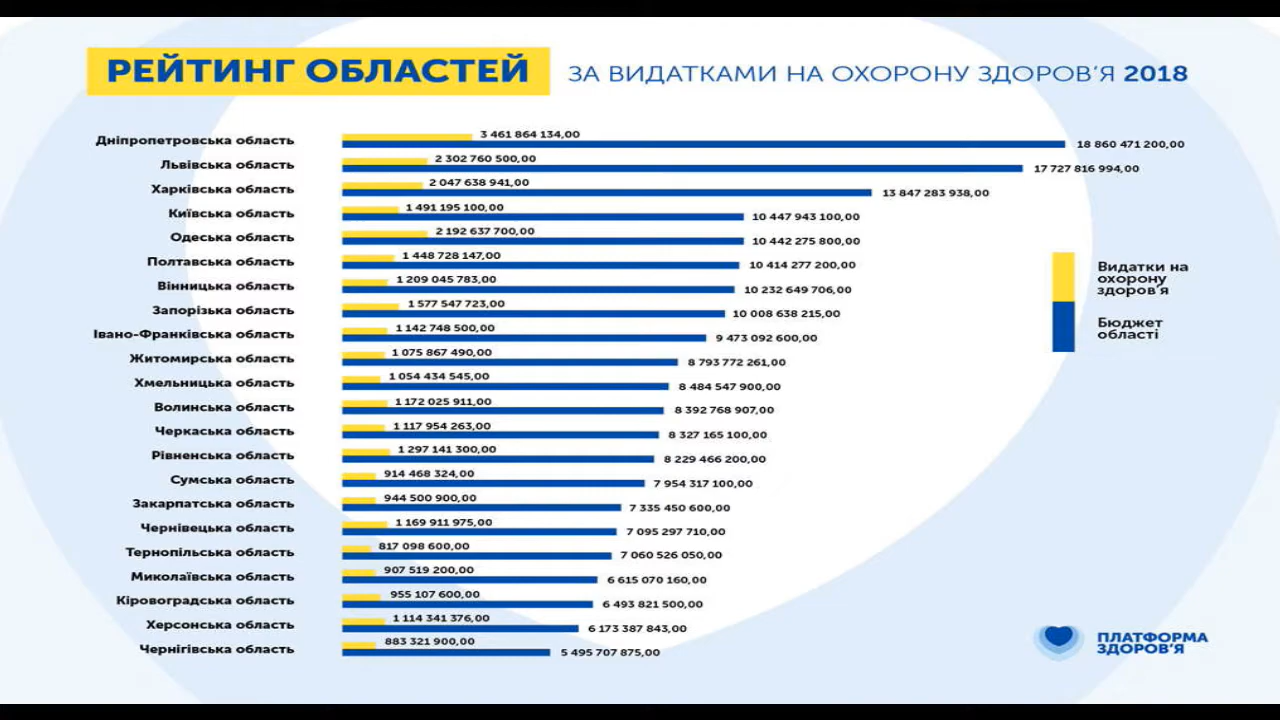 РЕЙТИНГ ОБЛАСТЕЙ ЗА ВИДАТКАМИ НА ОХОРОНУ ЗДОРОВ'Я 2018
Дніпропетровська область 3 461 864 134,00 18 860 471 200,00
Львівська область 2 302 760 500,00 17 727 816 994,00
Харківська область 2 047 638 941,00 13 847 283 938,00
Київська область 1 491 195 100,00 10 447 943 100,00
Одеська область 2 192 637 700,00 10 442 275 800,00
Полтавська область 1 448 728 147,00 10 414 277 200,00
Вінницька область 1 209 045 783,00 10 232 649 706,00
Запорізька область 1 577 547 723,00 10 008 638 215,00
Івано-Франківська область 1 142 748 500,00 9 473 092 600,00
Житомирська область 1 075 867 490,00 8 793 772 261,00
Хмельницька область 1 054 434 545,00 8 484 547 900,00
Волинська область 1 172 025 911,00 8 392 768 907,00
Черкаська область 1 117 954 263,00 8 327 165 100,00
Рівненська область 1 297 141 300,00 8 229 466 200,00
Сумська область 914 468 324,00 7 954 317 100,00
Закарпатська область 944 500 900,00 7 335 450 600,00
Чернівецька область 1 169 911 975,00 7 095 297 710,00
Тернопільська область 817 098 600,00 7 060 526 050,00
Миколаївська область 907 519 200,00 6 615 070 160,00
Кіровоградська область 955 107 600,00 6 493 821 500,00
Херсонська область 1 114 341 376,00 6 173 387 843,00
Чернігівська область 883 321 900,00 5 495 707 875,00
Видатки на
охорону
здоров'я
Бюджет
області
ПЛАТФОРМА
ЗДОРОВ'Я